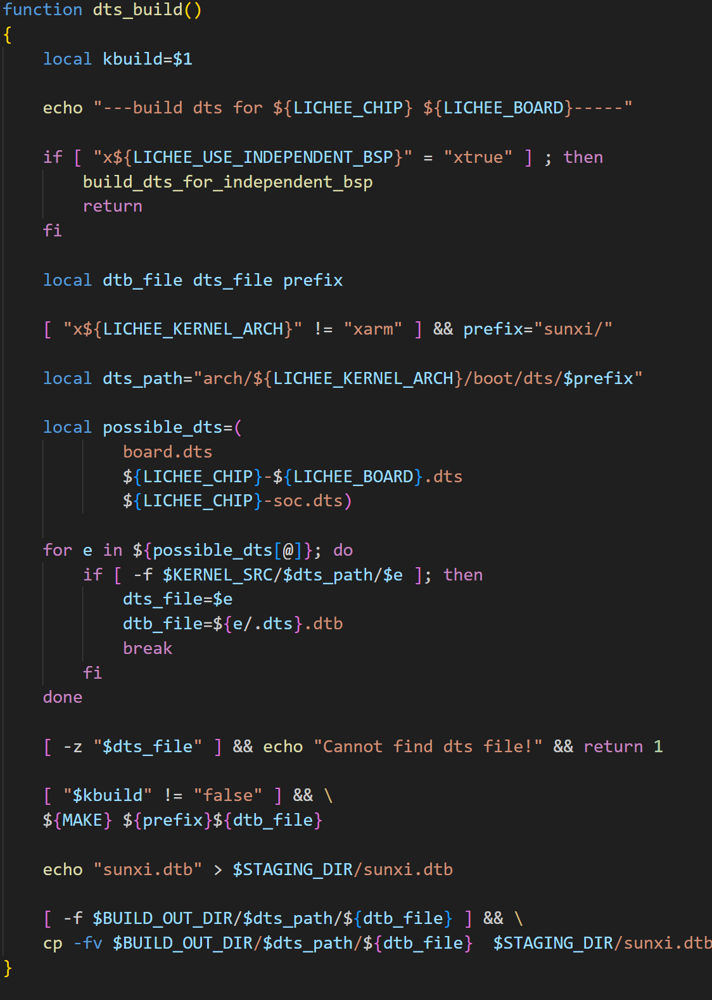 function dts_build()
{
    local kbuild=$1

    echo "---build dts for ${LICHEE_CHIP} ${LICHEE_BOARD}-----"

    if [ "x${LICHEE_USE_INDEPENDENT_BSP}" = "xtrue" ] ; then
        build_dts_for_independent_bsp
        return
    fi

    local dtb_file dts_file prefix

    [ "x${LICHEE_KERNEL_ARCH}" != "xarm" ] && prefix="sunxi/"

    local dts_path="arch/${LICHEE_KERNEL_ARCH}/boot/dts/$prefix"

    local possible_dts=(
            board.dts
            ${LICHEE_CHIP}-${LICHEE_BOARD}.dts
            ${LICHEE_CHIP}-soc.dts)

    for e in ${possible_dts[@]}; do
        if [ -f $KERNEL_SRC/$dts_path/$e ]; then
            dts_file=$e
            dtb_file=${e/.dts}.dtb
            break
        fi
    done

    [ -z "$dts_file" ] && echo "Cannot find dts file!" && return 1

    [ "$kbuild" != "false" ] && \
    ${MAKE} ${prefix}${dtb_file}

    echo "sunxi.dtb" > $STAGING_DIR/sunxi.dtb

    [ -f $BUILD_OUT_DIR/$dts_path/${dtb_file} ] && \
    cp -fv $BUILD_OUT_DIR/$dts_path/${dtb_file}  $STAGING_DIR/sunxi.dtb
}